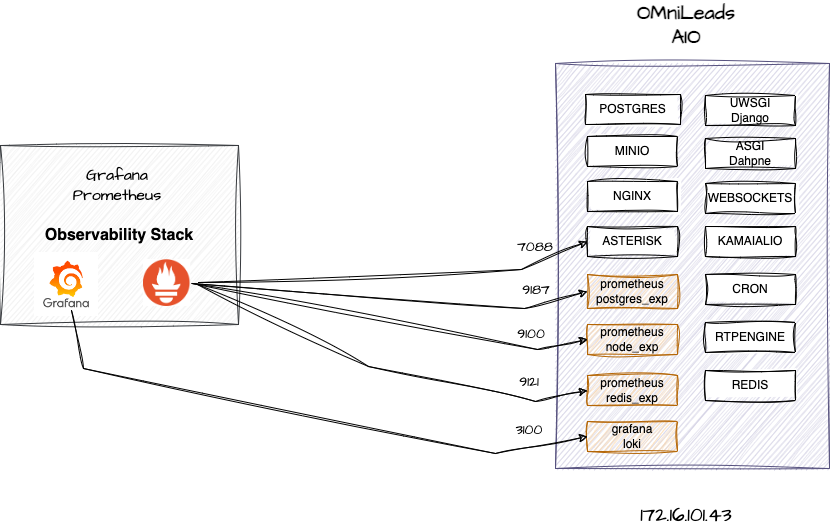 OMniLeads
AIO
POSTGRES
UWSGI
Django
MINIO
ASGI
Dahpne
NGINX
WEBSOCKETS
Grafana
Prometheus
Observability Stack
Grafana
7088
ASTERISK
KAMAIALIO
9187
prometheus
postgres_exp
CRON
9100
prometheus
node_exp
RTPENGINE
9121
prometheus
redis_exp
REDIS
3100
grafana
loki
172.16.101.43